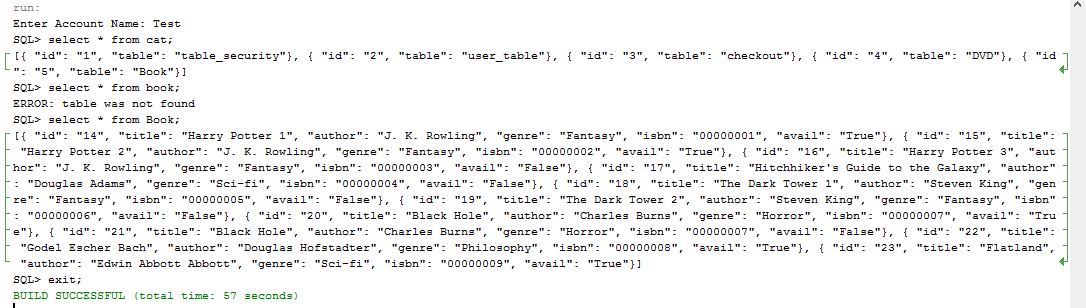 run:
Enter Account Name: Test
SQL> select * from cat;
[{ "id": "1", "table": "table_security"}, { "id": "2", "table": "user_table"}, { "id": "3", "table": "checkout"}, { "id": "4", "table": "DVD"}, { "id
": "5", "table": "Book"}]
SQL> select * from book;
ERROR: table was not found
SQL> select * from Book;
[{ "id": "14", "title": "Harry Potter 1", "author": "J. K. Rowling", "genre": "Fantasy", "isbn": "00000001", "avail": "True"}, { "id": "15", "title":
 "Harry Potter 2", "author": "J. K. Rowling", "genre": "Fantasy", "isbn": "00000002", "avail": "True"}, { "id": "16", "title": "Harry Potter 3", "aut
hor": "J. K. Rowling", "genre": "Fantasy", "isbn": "00000003", "avail": "False"}, { "id": "17", "title": "Hitchhiker's Guide to the Galaxy", "author"
: "Douglas Adams", "genre": "Sci-fi", "isbn": "00000004", "avail": "False"}, { "id": "18", "title": "The Dark Tower 1", "author": "Steven King", "gen
re": "Fantasy", "isbn": "00000005", "avail": "False"}, { "id": "19", "title": "The Dark Tower 2", "author": "Steven King", "genre": "Fantasy", "isbn"
: "00000006", "avail": "False"}, { "id": "20", "title": "Black Hole", "author": "Charles Burns", "genre": "Horror", "isbn": "00000007", "avail": "Tru
e"}, { "id": "21", "title": "Black Hole", "author": "Charles Burns", "genre": "Horror", "isbn": "00000007", "avail": "False"}, { "id": "22", "title":
 "Godel Escher Bach", "author": "Douglas Hofstadter", "genre": "Philosophy", "isbn": "00000008", "avail": "True"}, { "id": "23", "title": "Flatland",
 "author": "Edwin Abbott Abbott", "genre": "Sci-fi", "isbn": "00000009", "avail": "True"}]
SQL> exit;
BUILD SUCCESSFUL (total time: 57 seconds)